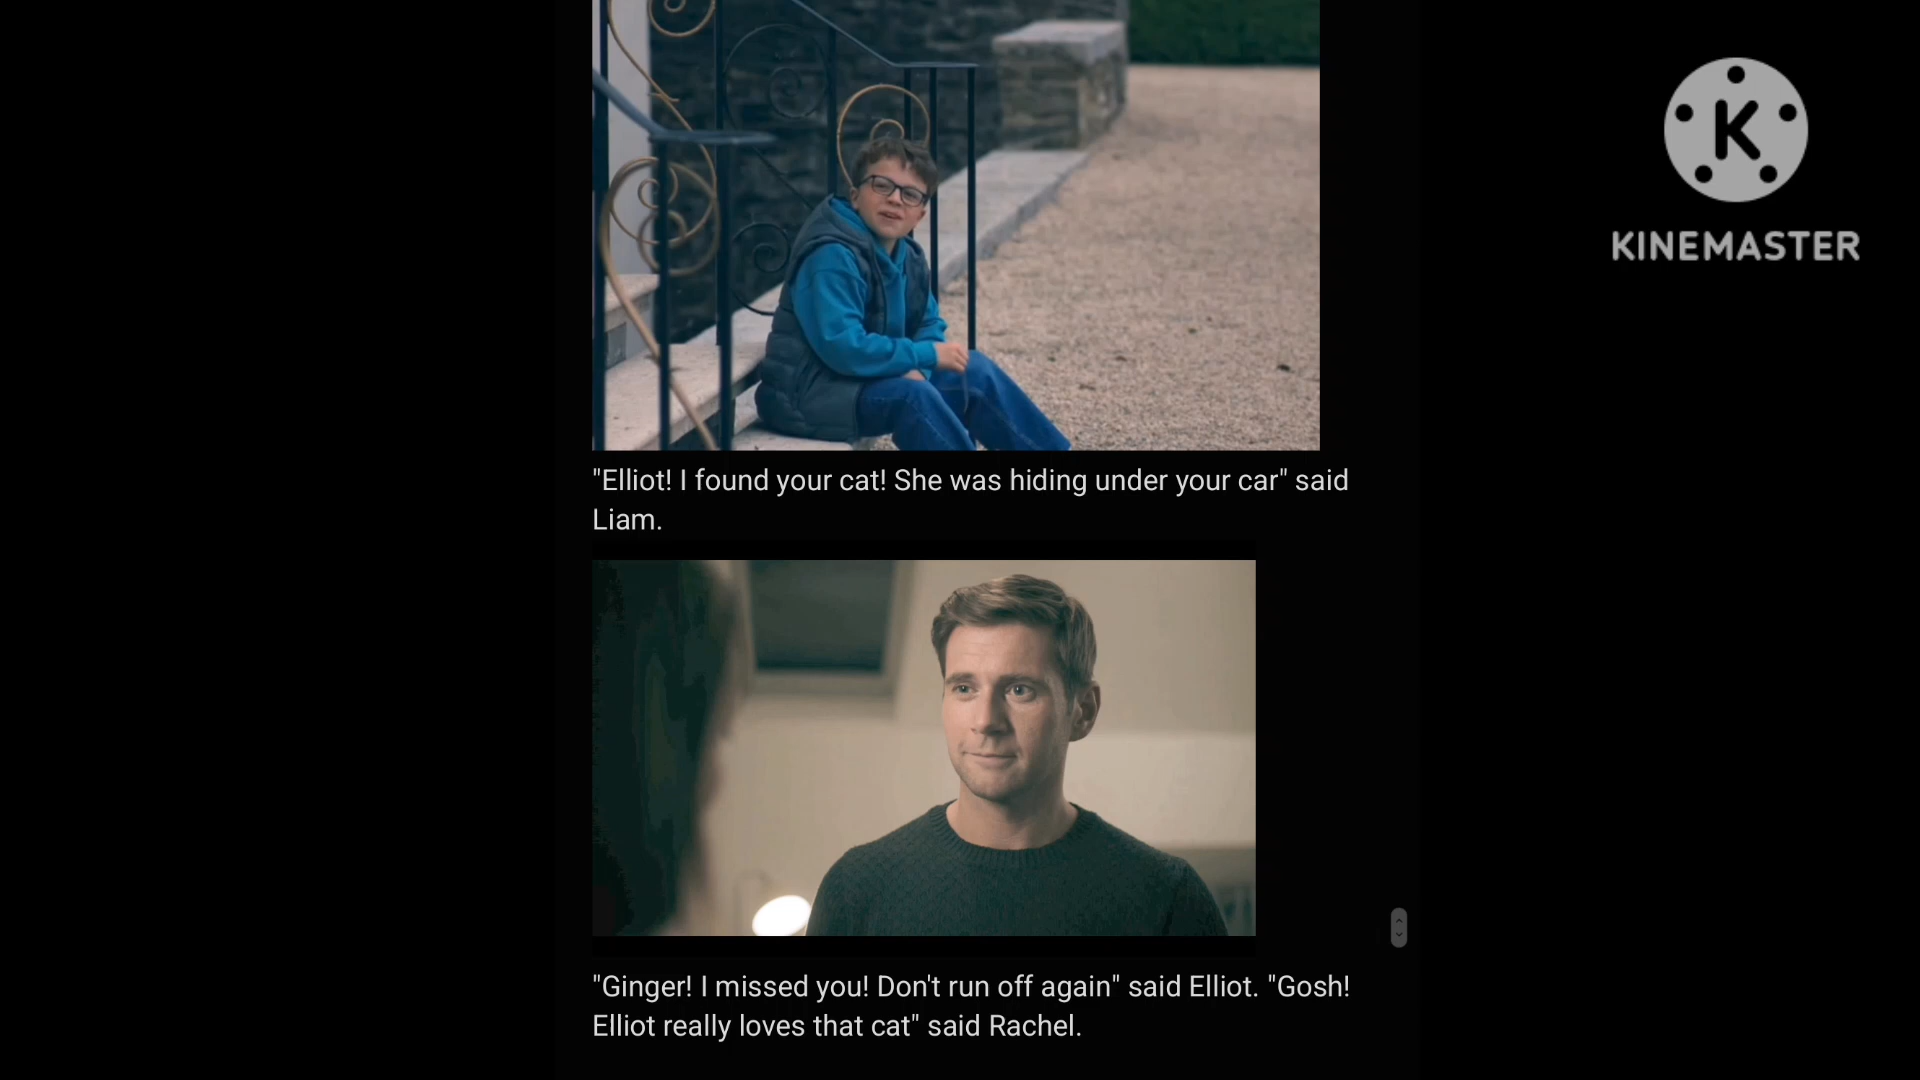 K
KINEMASTER
"Elliot! I found your cat! She was hiding under your car" said
Liam.
"Ginger! I missed you! Don't run off again" said Elliot. "Gosh!
Elliot really loves that cat" said Rachel.